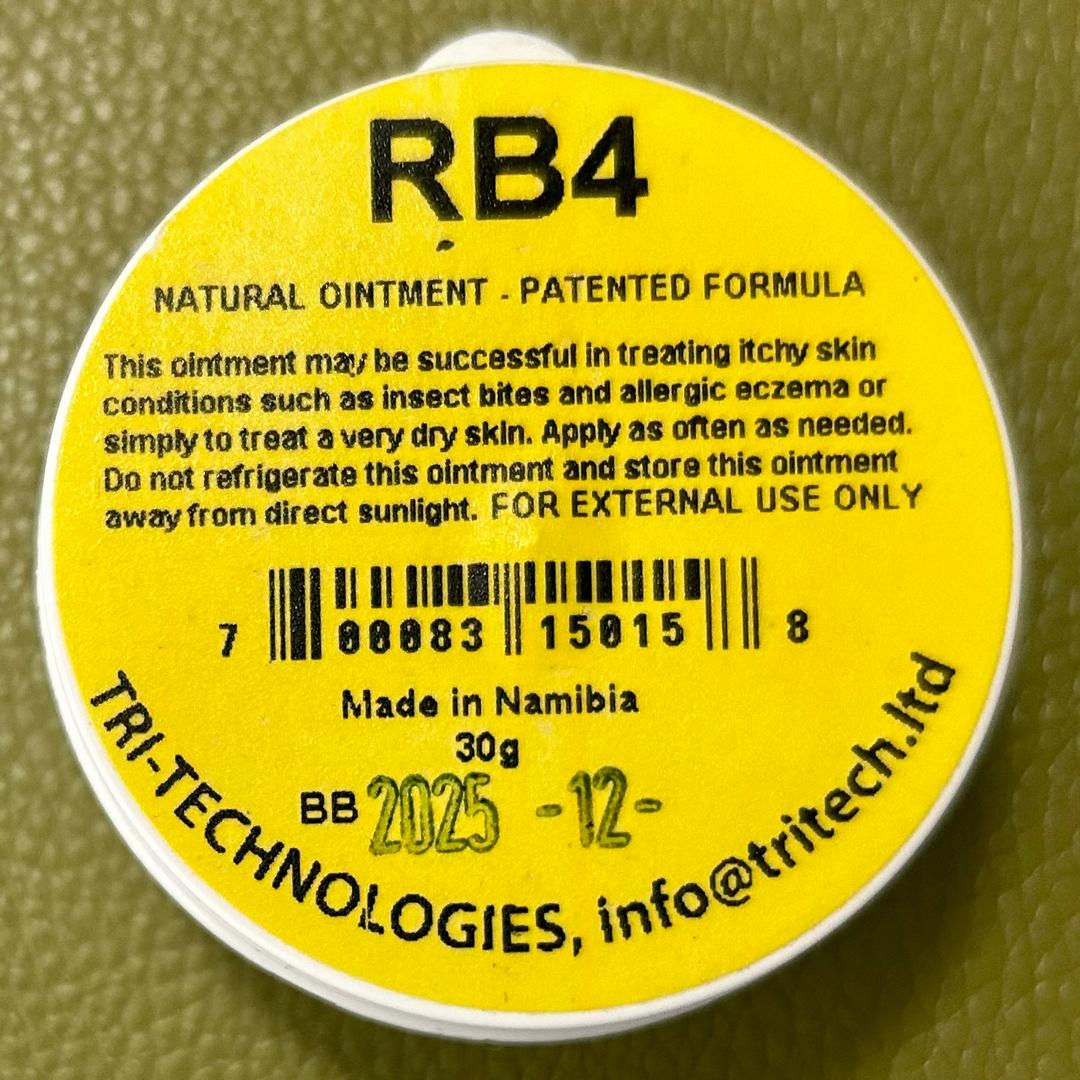 RB4
NATURAL OINTMENT - PATENTED FORMULA
This ointment may be successful in treating itchy skin
conditions such as insect bites and allergic eczema or
simply to treat a very dry skin. Apply as often as needed.
Do not refrigerate this ointment and store this ointment
away from direct sunlight. FOR EXTERNAL USE ONLY
7 00083 15015 8
Made in Namibia
30g
BB 2025 -12-
TRI-TECHNOLOGIES, info@tritech.ltd